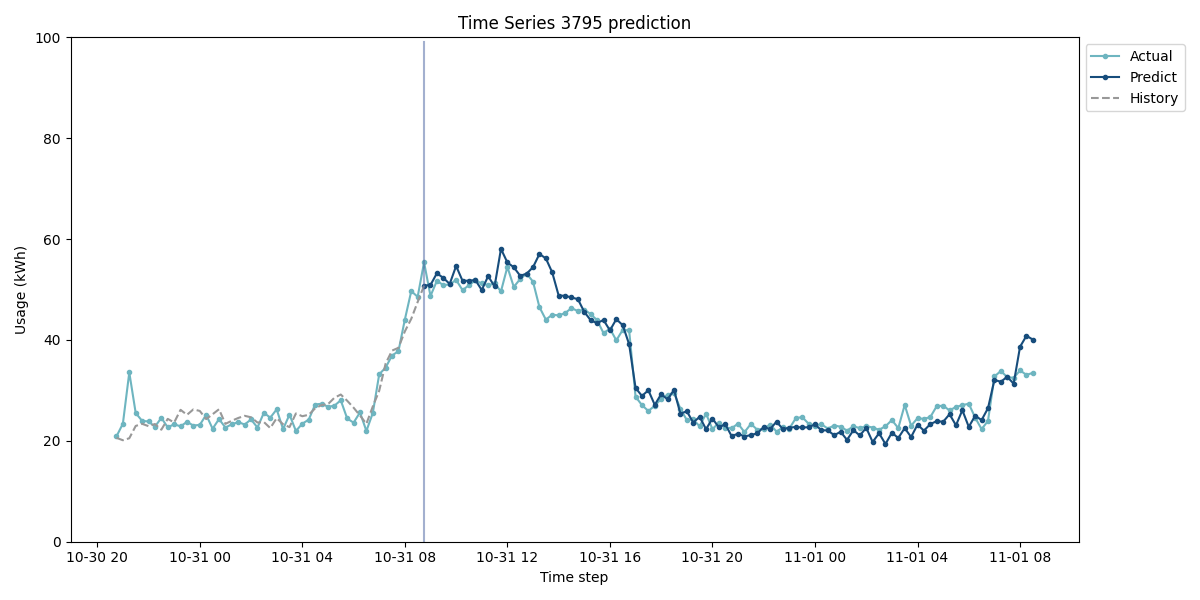 Time Series 3795 prediction
100
80
60
40
20
0
Usage (kWh)
10-30 20
10-31 00
10-31 04
10-31 08
10-31 12
10-31 16
10-31 20
11-01 00
11-01 04
11-01 08
Time step
Actual
Predict
History